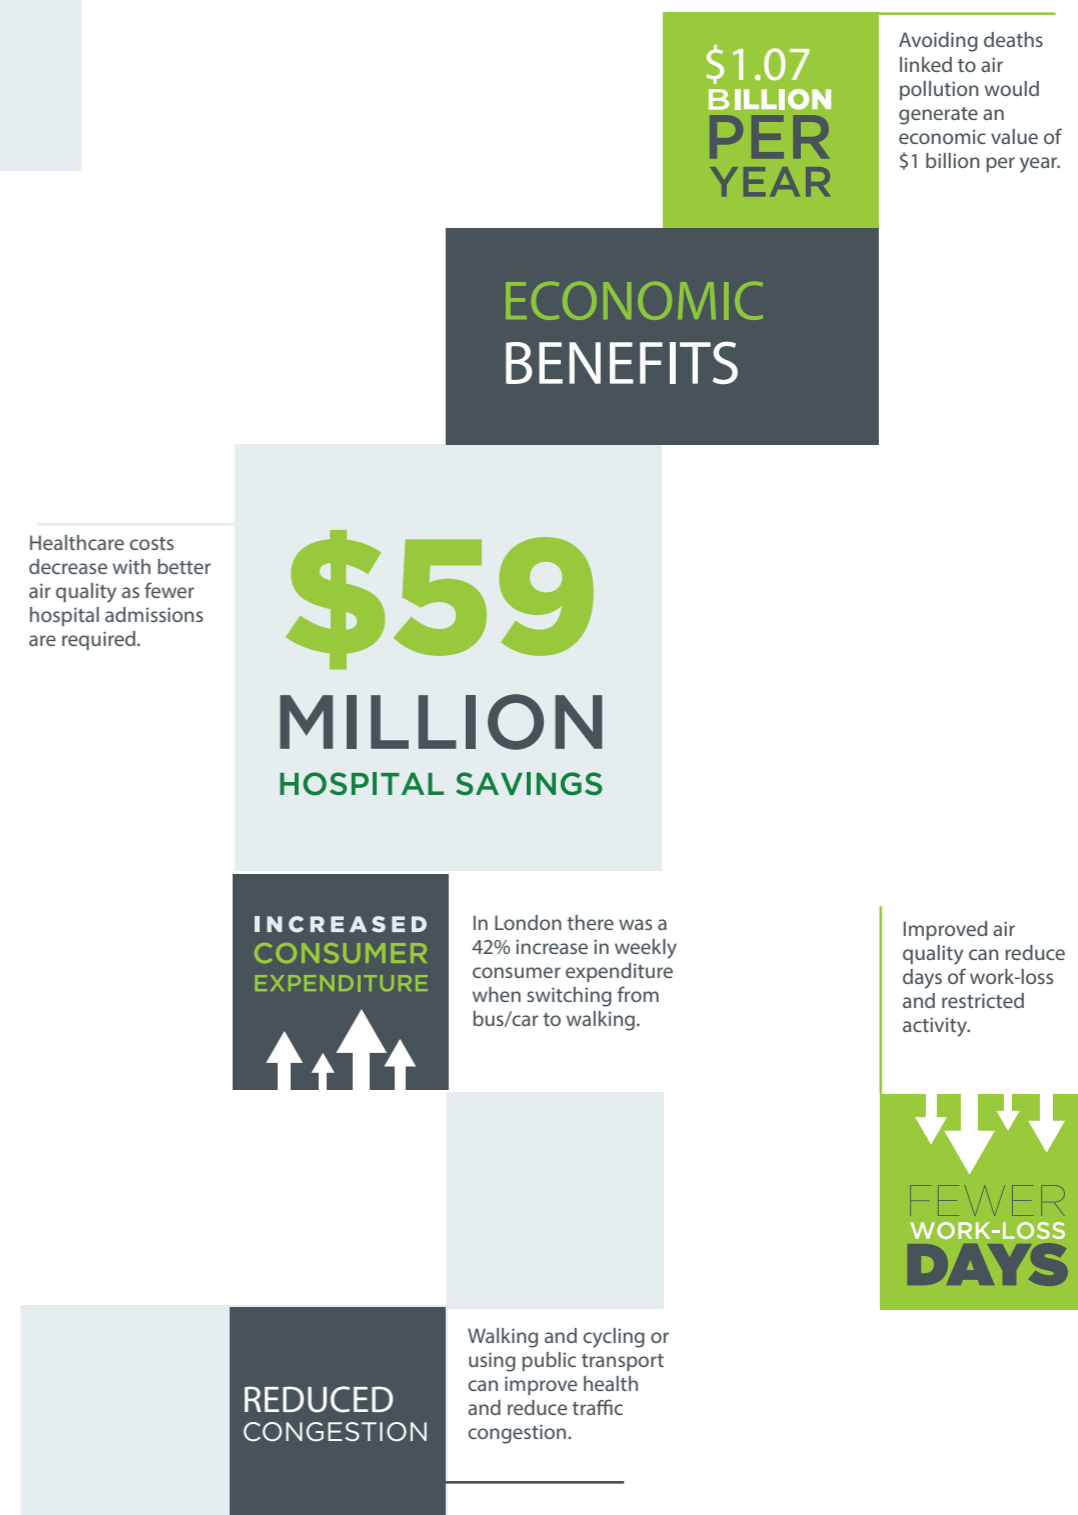 $1.07
BILLION
PER
YEAR
Avoiding deaths
linked to air
pollution would
generate an
economic value of
$1 billion per year.
ECONOMIC
BENEFITS
Healthcare costs
decrease with better
air quality as fewer
hospital admissions
are required.
$59
MILLION
HOSPITAL SAVINGS
INCREASED
CONSUMER
EXPENDITURE
In London there was a
42% increase in weekly
consumer expenditure
when switching from
bus/car to walking.
Improved air
quality can reduce
days of work-loss
and restricted
activity.
FEWER
WORK-LOSS
DAYS
REDUCED
CONGESTION
Walking and cycling or
using public transport
can improve health
and reduce traffic
congestion.